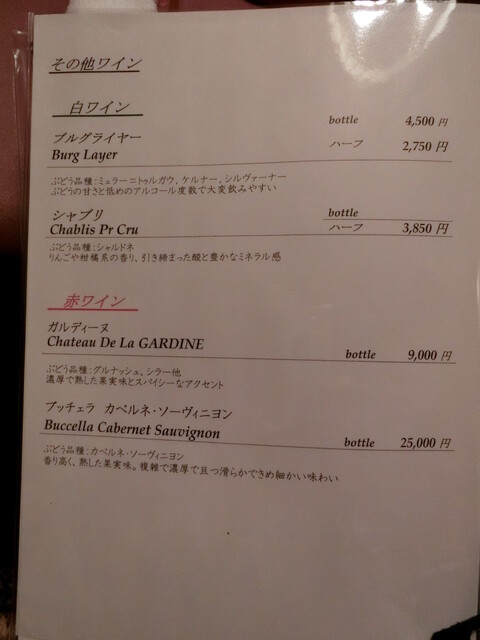 その他ワイン
白ワイン
bottle 4,500 円
ブルグライヤー ハーフ 2,750 円
Burg Layer
ぶどう品種：ミュラー＝トゥルガウ、ケルナー、シルヴァーナー
ぶどうの甘さと低めのアルコール度数で大変飲みやすい
シャブリ bottle
Chablis Pr Cru ハーフ 3,850 円
ぶどう品種：シャルドネ
りんごや柑橘系の香り、引き締まった酸と豊かなミネラル感
赤ワイン
ガルディーヌ
Chateau De La GARDINE bottle 9,000 円
ぶどう品種：グルナッシュ、シラー他
濃厚で熟した果実味とスパイシーなアクセント
ブッチェラ カベルネ・ソーヴィニヨン
Buccella Cabernet Sauvignon bottle 25,000 円
ぶどう品種：カベルネ・ソーヴィニヨン
香り高く、熟した果実味。複雑で濃厚で且つ滑らかできめ細かい味わい